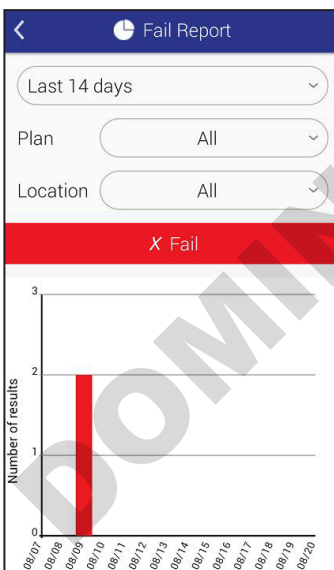 Fail Report
Last 14 days
Plan All
Location All
X Fail
3
2
1
0
Number of results
08/07 08/08 08/09 08/10 08/11 08/12 08/13 08/14 08/15 08/16 08/17 08/18 08/19 08/20
DOMIN